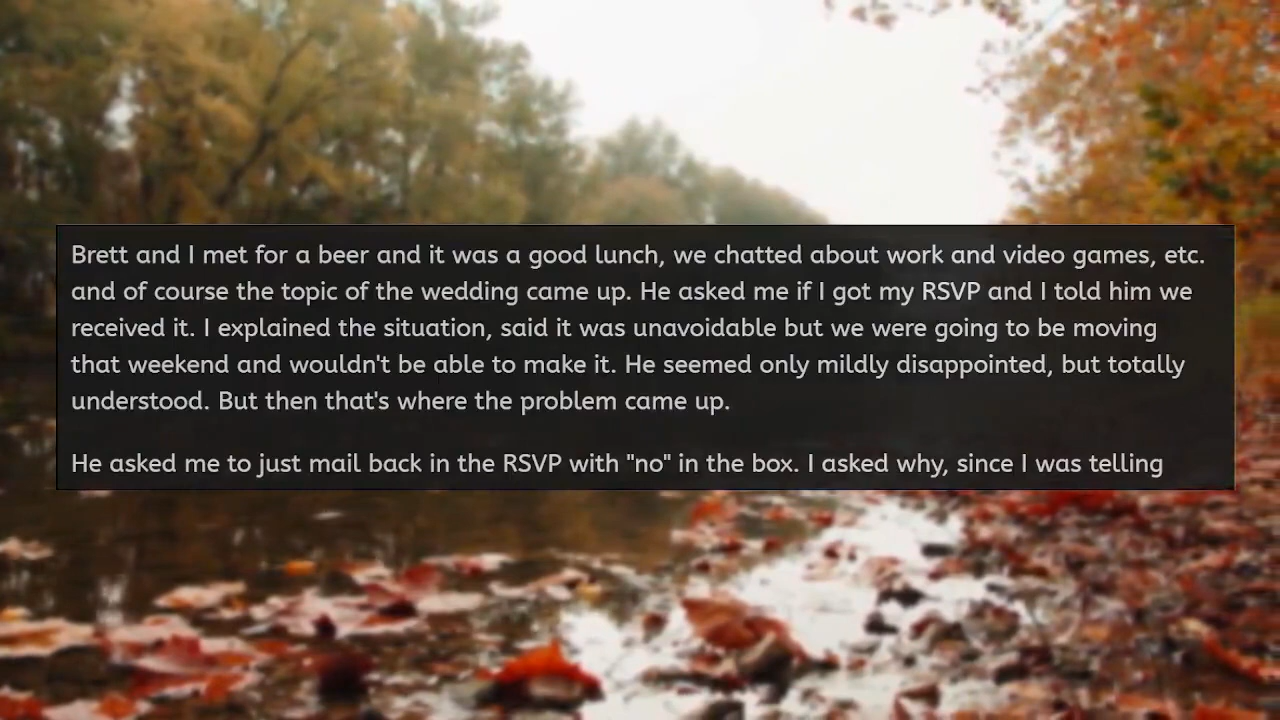 Brett and I met for a beer and it was a good lunch, we chatted about work and video games, etc.
and of course the topic of the wedding came up. He asked me if I got my RSVP and I told him we
received it. I explained the situation, said it was unavoidable but we were going to be moving
that weekend and wouldn't be able to make it. He seemed only mildly disappointed, but totally
understood. But then that's where the problem came up.
He asked me to just mail back in the RSVP with "no" in the box. I asked why, since I was telling